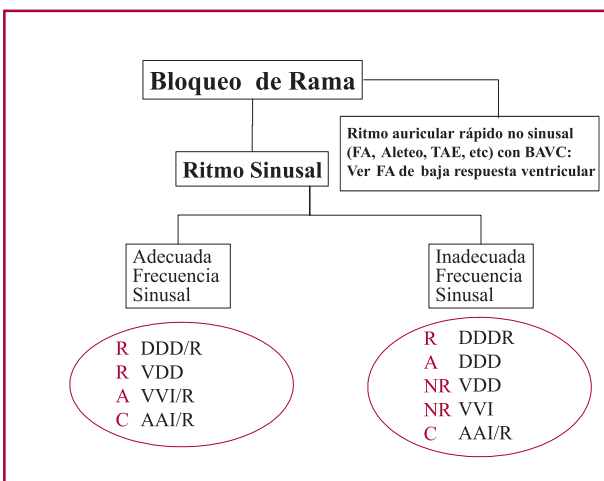 Bloqueo de Rama
Ritmo auricular rápido no sinusal
(FA, Aleteo, TAE, etc) con BAVC:
Ver FA de baja respuesta ventricular
Ritmo Sinusal
Adecuada
Frecuencia
Sinusal
R DDD/R
R VDD
A VVI/R
C AAI/R
Inadecuada
Frecuencia
Sinusal
R DDDR
A DDD
NR VDD
NR VVI
C AAI/R